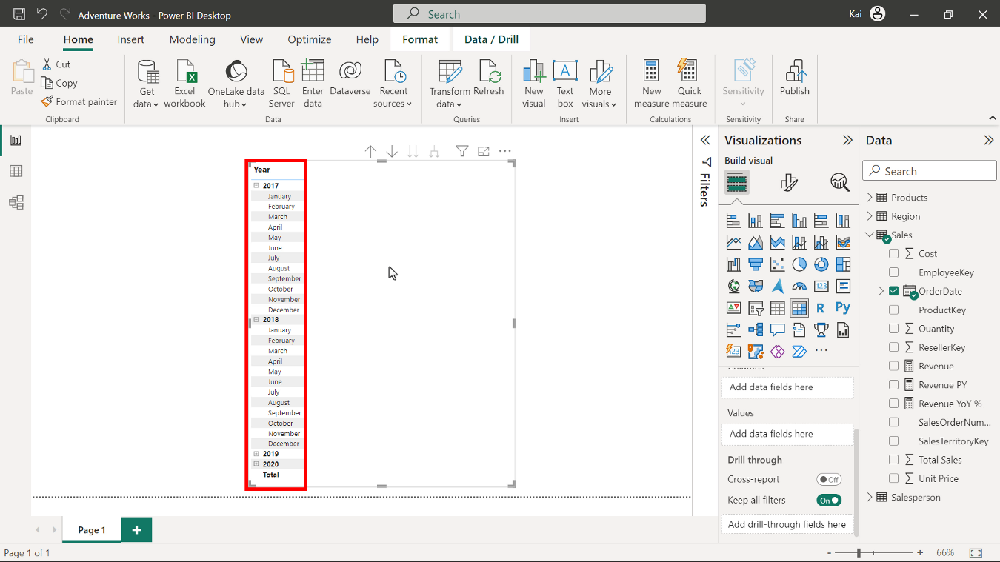 Adventure Works - Power BI Desktop
Search
Kai
File Home Insert Modeling View Optimize Help Format Data / Drill
Paste
Cut
Copy
Format painter
Clipboard
Get data
Excel workbook
OneLake data hub
SQL Server
Enter data
Dataverse
Recent sources
Data
Transform data
Refresh
Queries
New visual
Text box
More visuals
Insert
New measure
Quick measure
Calculations
Sensitivity
Sensitivity
Publish
Share
Year
2017
January
February
March
April
May
June
July
August
September
October
November
December
2018
January
February
March
April
May
June
July
August
September
October
November
December
2019
2020
Total
Filters
Visualizations
Build visual
123
R
Py
123
Columns
Add data fields here
Values
Add data fields here
Drill through
Cross-report
Off
Keep all filters
On
Add drill-through fields here
Data
Search
Products
Region
Sales
Cost
EmployeeKey
OrderDate
ProductKey
Quantity
ResellerKey
Revenue
Revenue PY
Revenue YoY %
SalesOrderNum...
SalesTerritoryKey
Total Sales
Unit Price
Salesperson
Page 1
Page 1 of 1
- + 66%